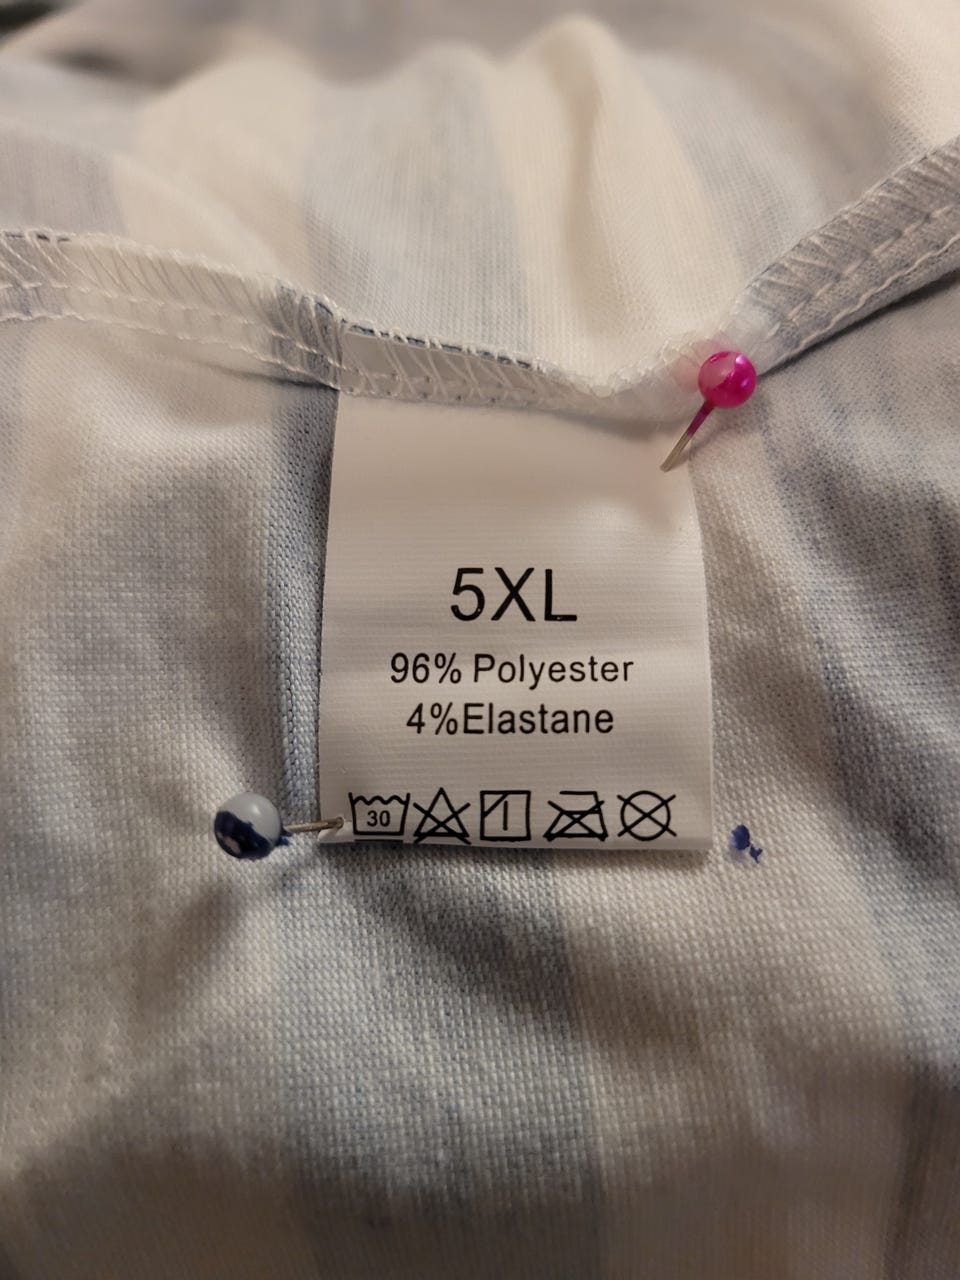 5XL
96% Polyester
4%Elastane
30